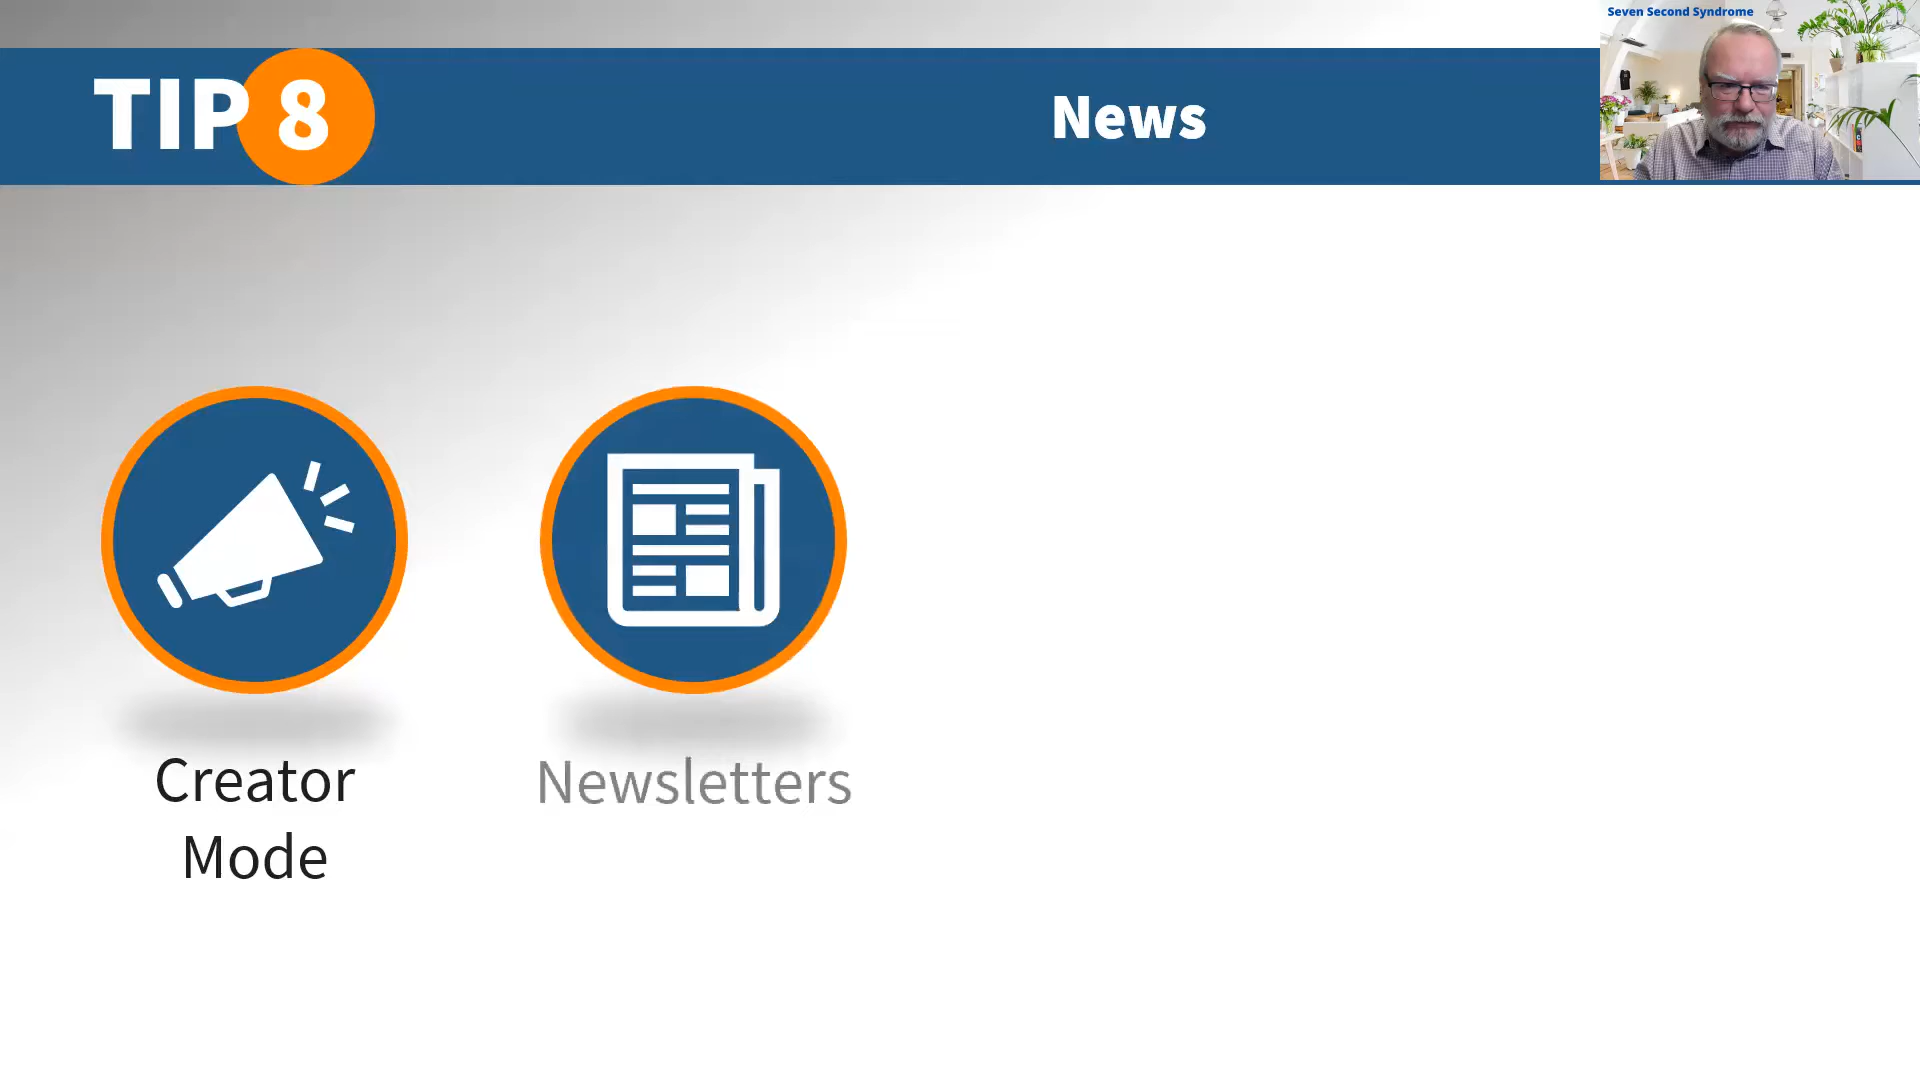 TIP 8
News
Seven Second Syndrome
Creator
Mode
Newsletters